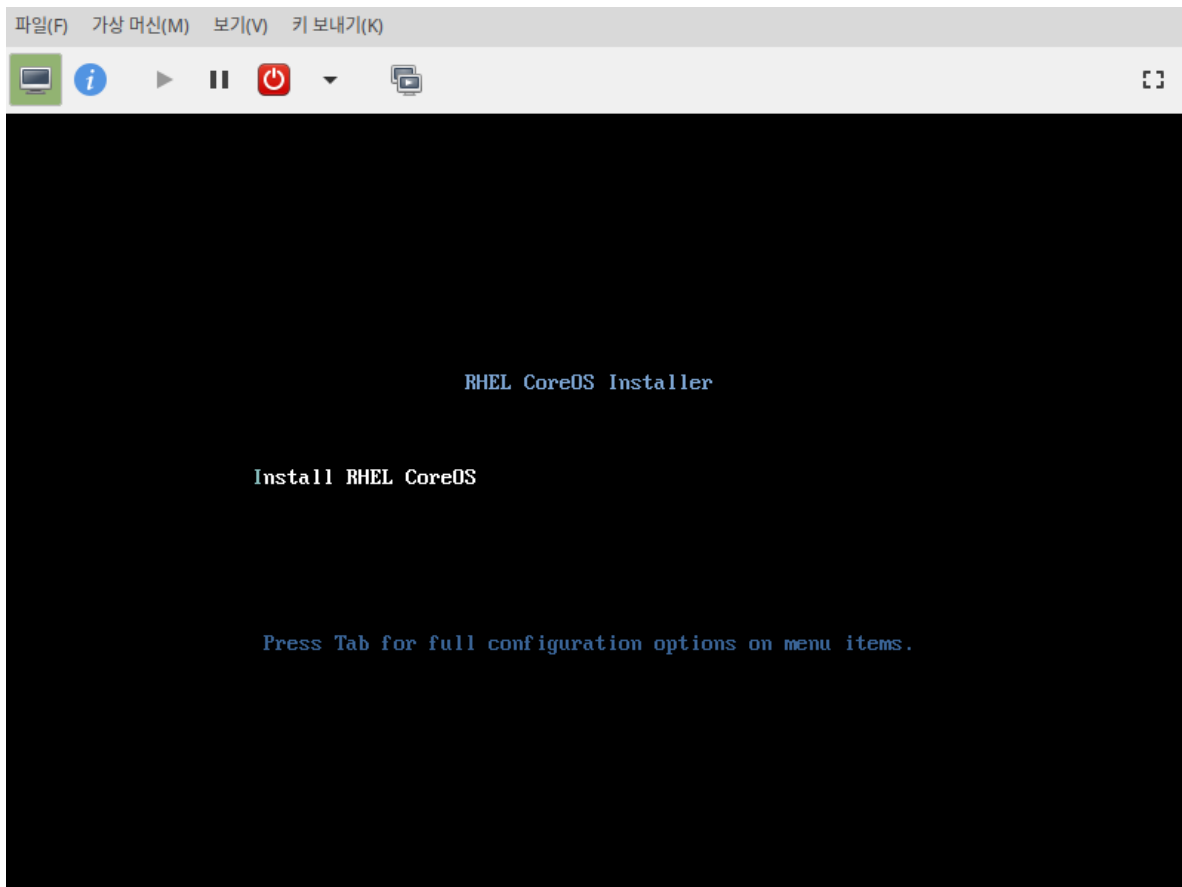 파일(F) 가상 머신(M) 보기(V) 키 보내기(K)
RHEL CoreOS Installer
Install RHEL CoreOS
Press Tab for full configuration options on menu items.